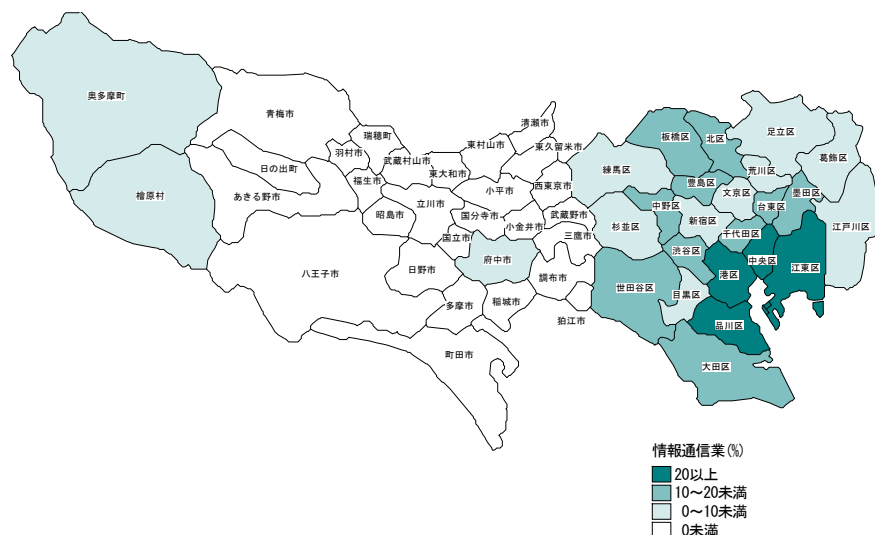 奥多摩町
檜原村
青梅市
日の出町
あきる野市
八王子市
瑞穂町
羽村市
福生市
武蔵村山市
昭島市
東大和市
立川市
東村山市
清瀬市
東久留米市
小平市
西東京市
国分寺市
国立市
小金井市
武蔵野市
三鷹市
府中市
日野市
調布市
多摩市
稲城市
狛江市
町田市
板橋区
北区
足立区
葛飾区
練馬区
豊島区
荒川区
文京区
台東区
墨田区
中野区
新宿区
杉並区
千代田区
江戸川区
渋谷区
港区
中央区
江東区
世田谷区
目黒区
品川区
大田区
情報通信業(%)
20以上
10～20未満
0～10未満
0未満